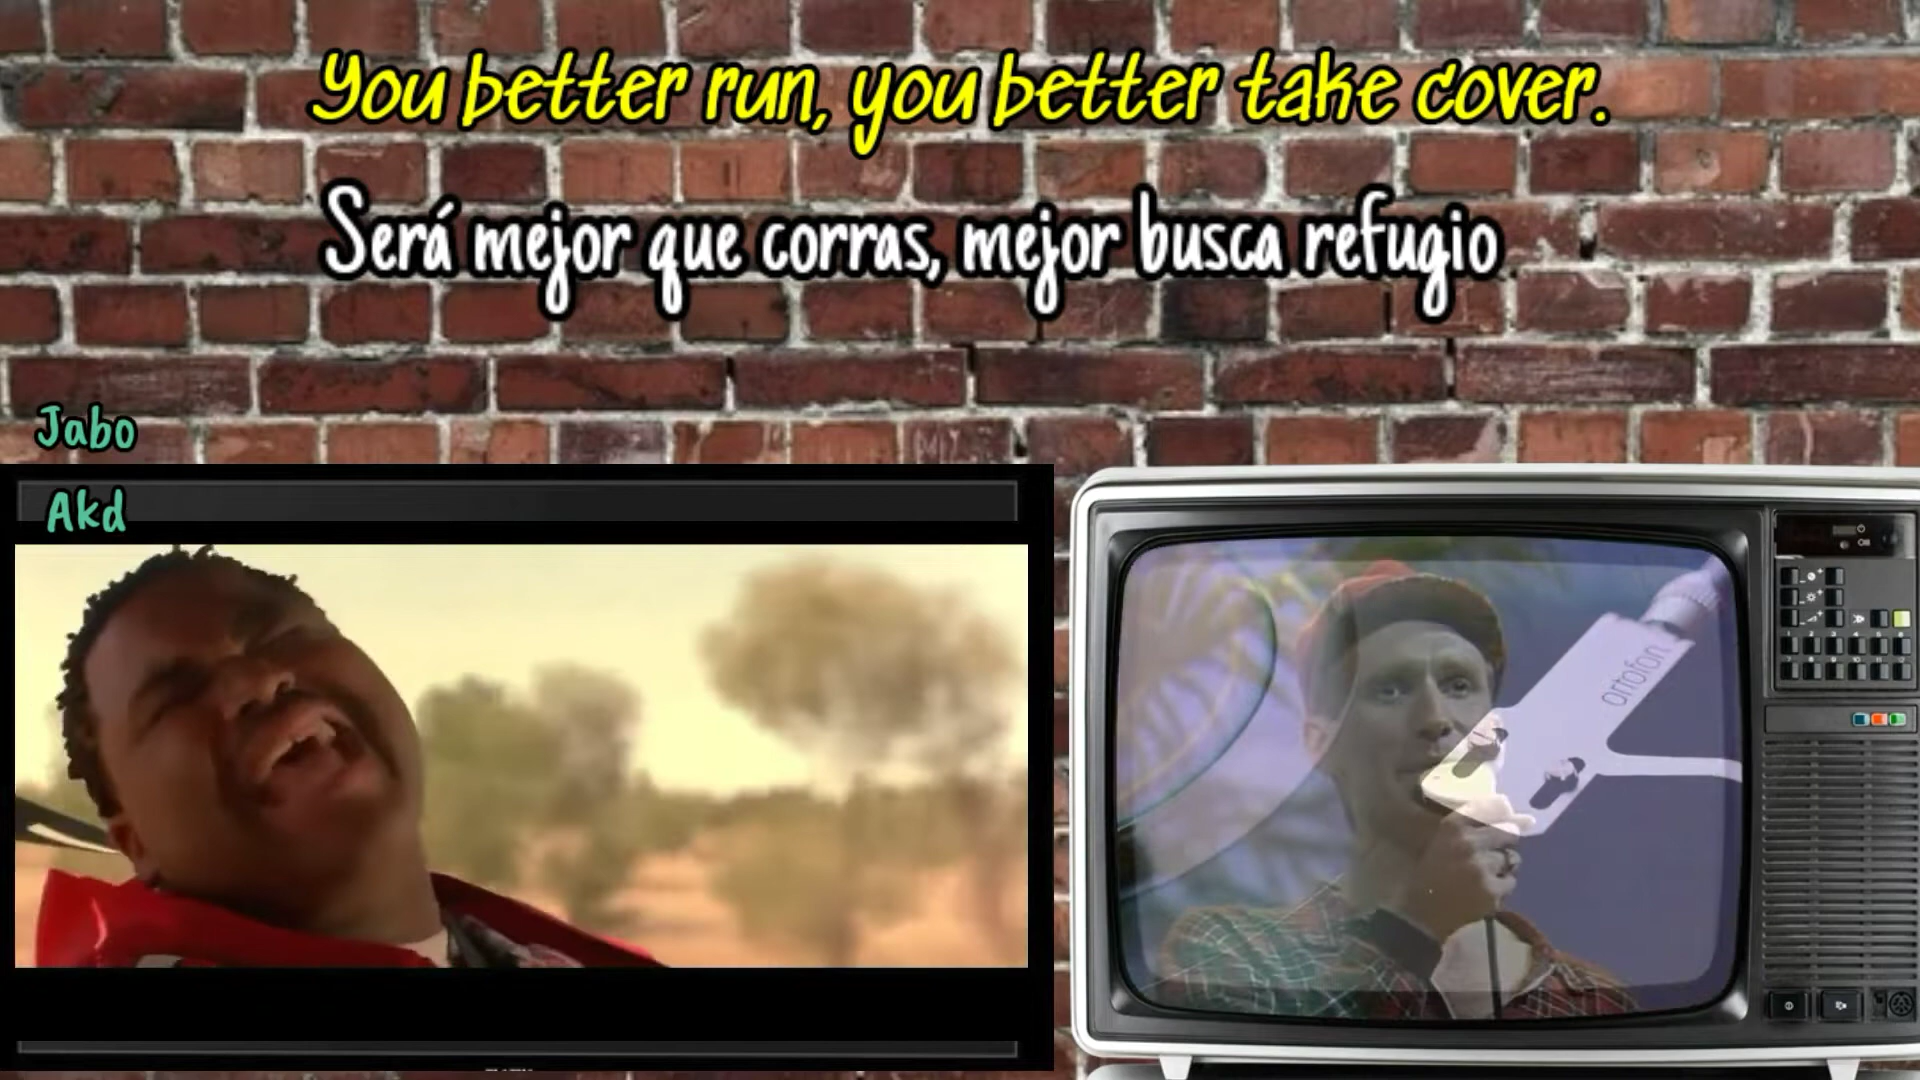 You better run, you better take cover.
Será mejor que corras, mejor busca refugio
Jabo
Akd
ortofon